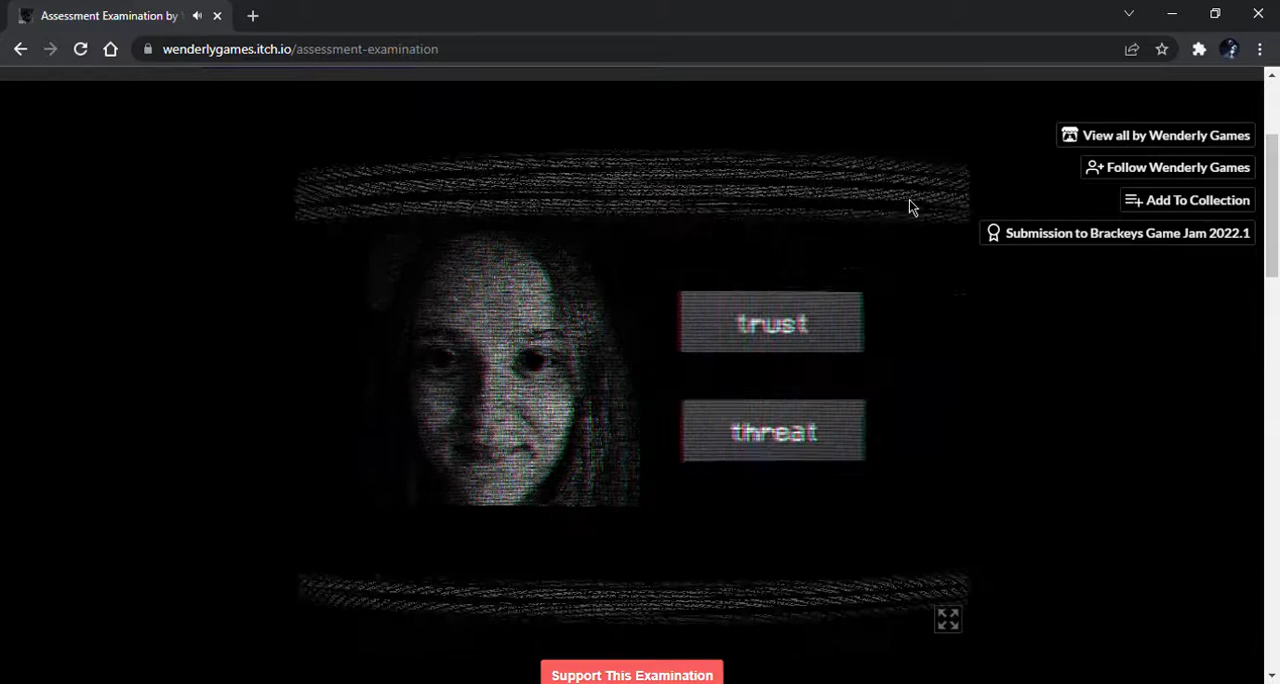 Assessment Examination by
wenderlygames.itch.io/assessment-examination
View all by Wenderly Games
Follow Wenderly Games
Add To Collection
Submission to Brackeys Game Jam 2022.1
trust
threat
Support This Examination